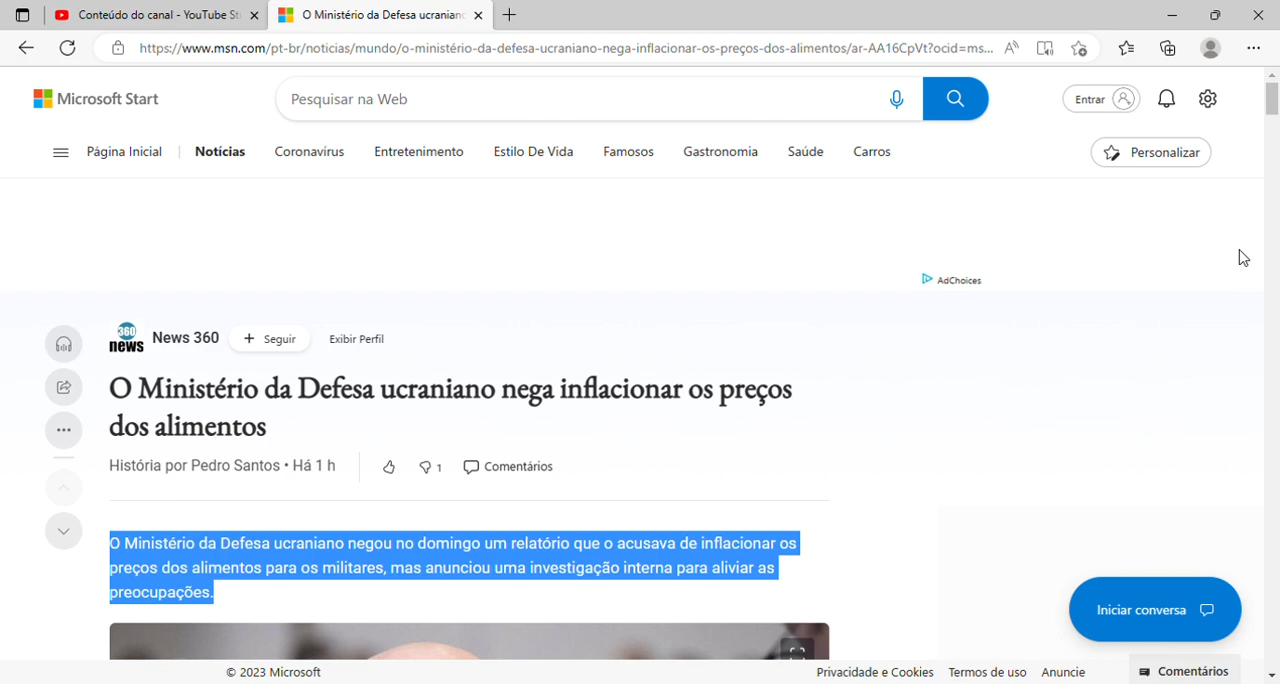 Conteúdo do canal - YouTube St
O Ministério da Defesa ucranian
https://www.msn.com/pt-br/noticias/mundo/o-ministério-da-defesa-ucraniano-nega-inflacionar-os-preços-dos-alimentos/ar-AA16CpVt?ocid=ms...
Microsoft Start
Pesquisar na Web
Entrar
Página Inicial
Notícias
Coronavírus
Entretenimento
Estilo De Vida
Famosos
Gastronomia
Saúde
Carros
Personalizar
AdChoices
360 news
News 360
Seguir
Exibir Perfil
O Ministério da Defesa ucraniano nega inflacionar os preços
dos alimentos
História por Pedro Santos • Há 1 h
1
Comentários
O Ministério da Defesa ucraniano negou no domingo um relatório que o acusava de inflacionar os
preços dos alimentos para os militares, mas anunciou uma investigação interna para aliviar as
preocupações.
Iniciar conversa
© 2023 Microsoft
Privacidade e Cookies
Termos de uso
Anuncie
Comentários